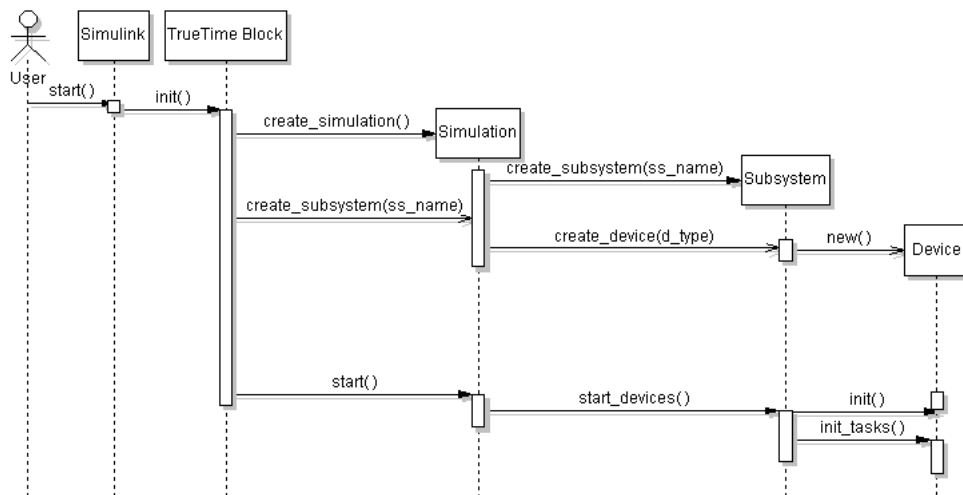 Simulink
TrueTime Block
User
start()
init()
create_simulation()
Simulation
create_subsystem(ss_name)
Subsystem
create_subsystem(ss_name)
create_device(d_type)
new()
Device
start()
start_devices()
init()
init_tasks()